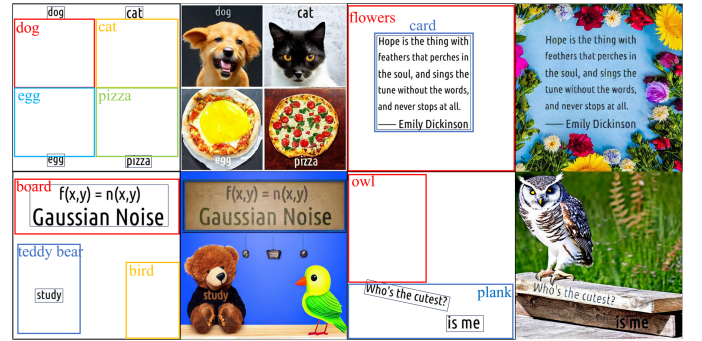 dog
cat
dog
cat
egg
pizza
egg
pizza
dog
cat
egg
pizza
flowers
card
Hope is the thing with
feathers that perches in
the soul, and sings the
tune without the words,
and never stops at all.
—— Emily Dickinson
Hope is the thing with
feathers that perches in
the soul, and sings the
tune without the words,
and never stops at all.
—— Emily Dickinson
board
f(x,y) = n(x,y)
Gaussian Noise
teddy bear
bird
study
f(x,y) = n(x,y)
Gaussian Noise
study
owl
Who's the cutest?
plank
is me
Who's the cutest?
is me